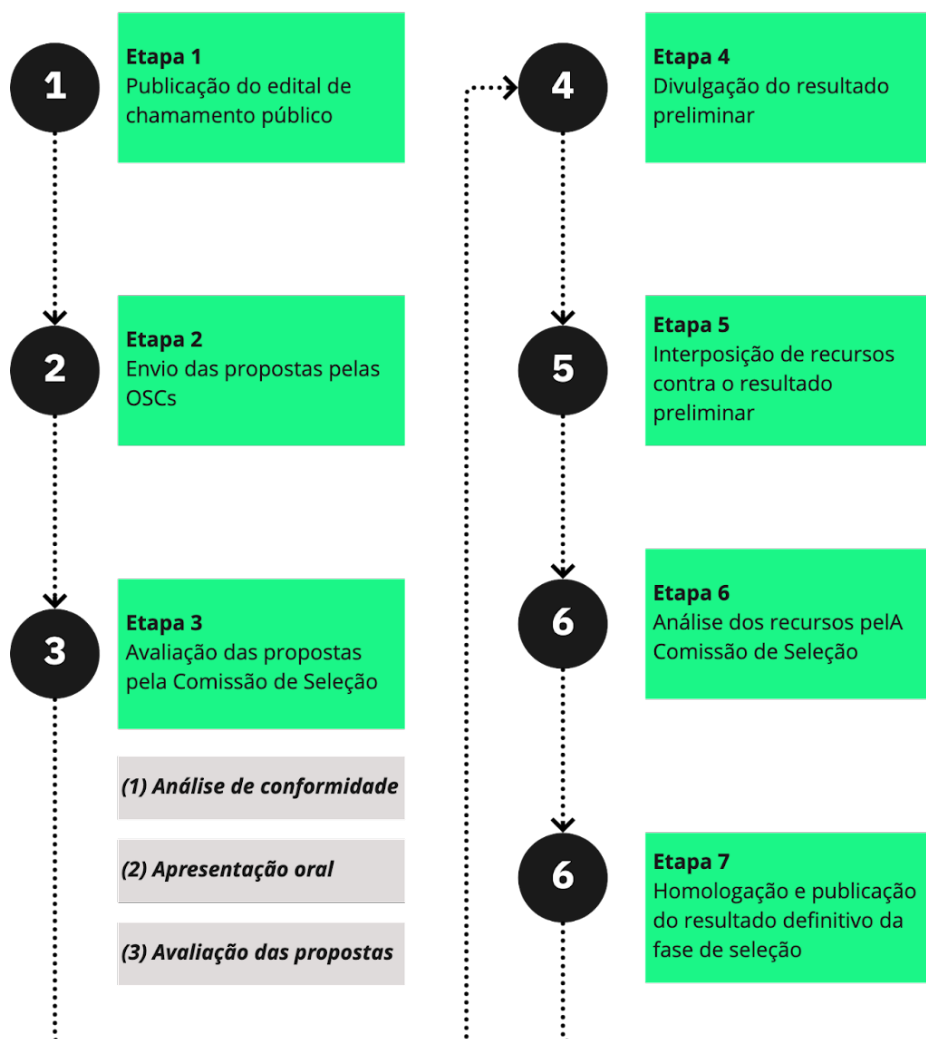 1
Etapa 1
Publicação do edital de
chamamento público
2
Etapa 2
Envio das propostas pelas
OSCs
3
Etapa 3
Avaliação das propostas
pela Comissão de Seleção
(1) Análise de conformidade
(2) Apresentação oral
(3) Avaliação das propostas
4
Etapa 4
Divulgação do resultado
preliminar
5
Etapa 5
Interposição de recursos
contra o resultado
preliminar
6
Etapa 6
Análise dos recursos pelA
Comissão de Seleção
6
Etapa 7
Homologação e publicação
do resultado definitivo da
fase de seleção